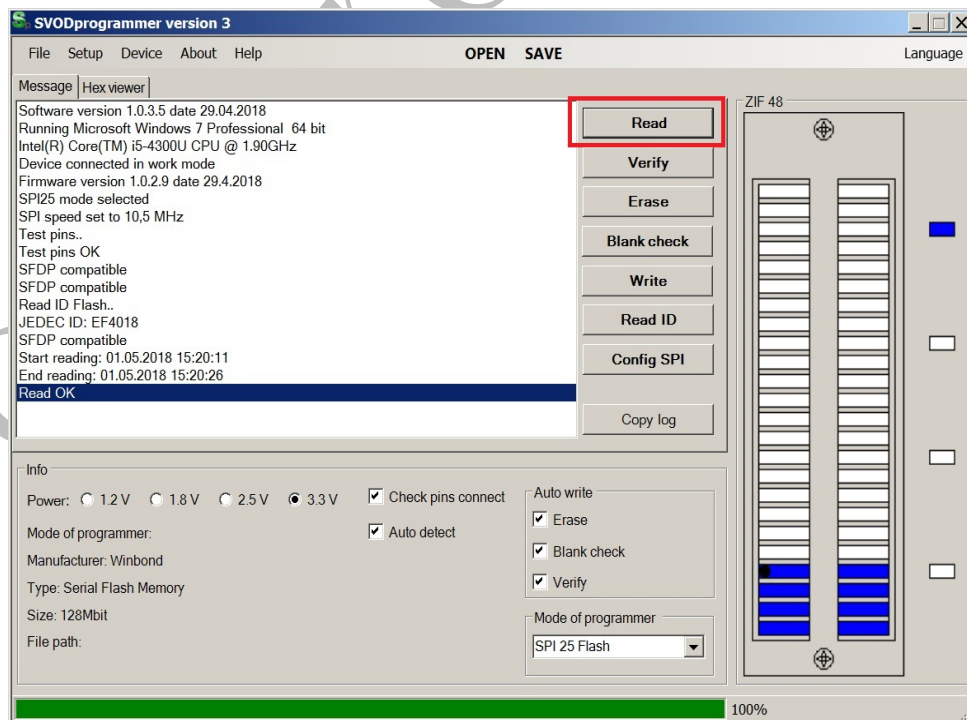 SVODprogrammer version 3
File Setup Device About Help OPEN SAVE Language
Message Hex viewer
Software version 1.0.3.5 date 29.04.2018
Running Microsoft Windows 7 Professional 64 bit
Intel(R) Core(TM) i5-4300U CPU @ 1.90GHz
Device connected in work mode
Firmware version 1.0.2.9 date 29.4.2018
SPI25 mode selected
SPI speed set to 10,5 MHz
Test pins..
Test pins OK
SFDP compatible
SFDP compatible
Read ID Flash..
JEDEC ID: EF4018
SFDP compatible
Start reading: 01.05.2018 15:20:11
End reading: 01.05.2018 15:20:26
Read OK
Read
Verify
Erase
Blank check
Write
Read ID
Config SPI
Copy log
ZIF 48
Info
Power: 1.2 V 1.8 V 2.5 V 3.3 V
Mode of programmer:
Manufacturer: Winbond
Type: Serial Flash Memory
Size: 128Mbit
File path:
Check pins connect
Auto detect
Auto write
Erase
Blank check
Verify
Mode of programmer
SPI 25 Flash
100%